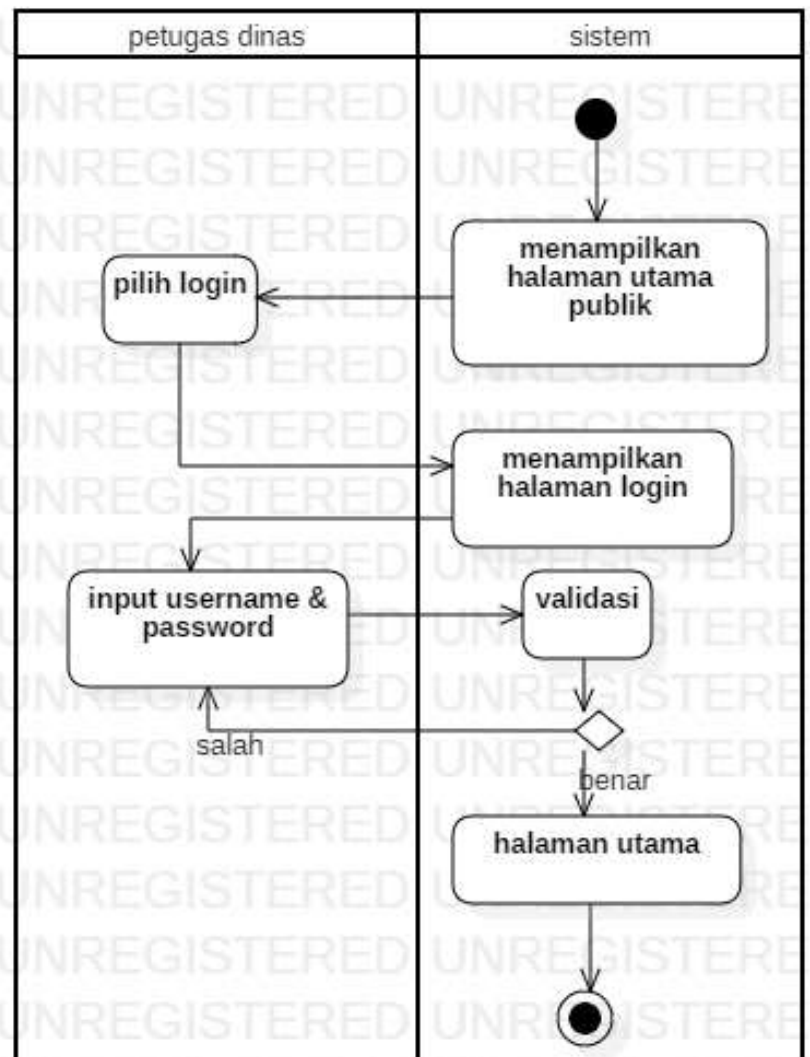 petugas dinas
sistem
menampilkan
halaman utama
publik
pilih login
menampilkan
halaman login
input username &
password
validasi
salah
benar
halaman utama
UNREGISTERED